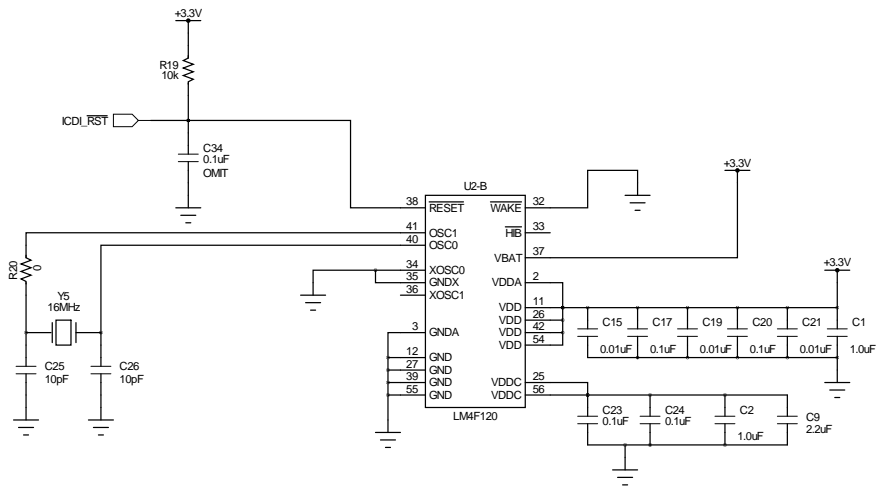 +3.3V
R19
10k
ICDI_RST
C34
0.1uF
OMIT
+3.3V
U2-B
38 RESET WAKE 32
41 OSC1 HIB 33
40 OSC0
VBAT 37
34 XOSC0
35 GNDX
36 XOSC1
VDDA 2
VDD 11
VDD 26
3 GNDA VDD 42
VDD 54
12 GND
27 GND
39 GND VDDC 25
55 GND VDDC 56
LM4F120
R20
0
Y5
16MHz
C25
10pF
C26
10pF
+3.3V
C15
0.01uF
C17
0.1uF
C19
0.01uF
C20
0.1uF
C21
0.01uF
C1
1.0uF
C23
0.1uF
C24
0.1uF
C2
1.0uF
C9
2.2uF